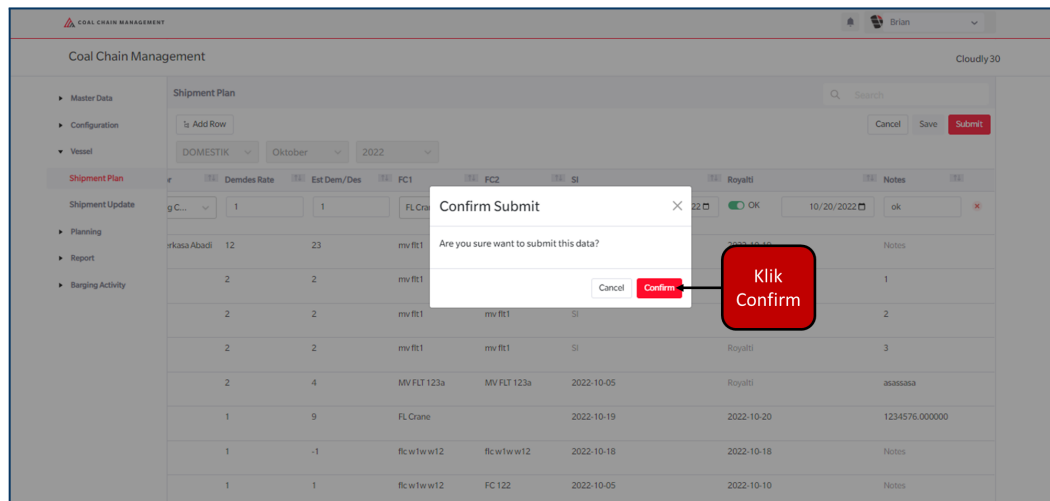 COAL CHAIN MANAGEMENT
Brian
Coal Chain Management
Cloudly30
Master Data
Configuration
Vessel
Shipment Plan
Shipment Update
Planning
Report
Barging Activity
Shipment Plan
Search
Add Row
Cancel Save Submit
DOMESTIK Oktober 2022
r Demdes Rate Est Dem/Des FC1 FC2 SI Royalti Notes
g C... 1 1 FL Cra 22 OK 10/20/2022 ok
erkasa Abadi 12 23 mv flt1 Notes
2 2 mv flt1 1
2 2 mv flt1 mv flt1 SI 2
2 2 mv flt1 mv flt1 SI Royalti 3
2 4 MV FLT 123a MV FLT 123a 2022-10-05 Royalti asassasa
1 9 FL Crane 2022-10-19 2022-10-20 1234576.000000
1 -1 flc w1w w12 flc w1w w12 2022-10-18 2022-10-18 Notes
1 1 flc w1w w12 FC 122 2022-10-05 2022-10-10 Notes
Confirm Submit
Are you sure want to submit this data?
Cancel Confirm
Klik
Confirm